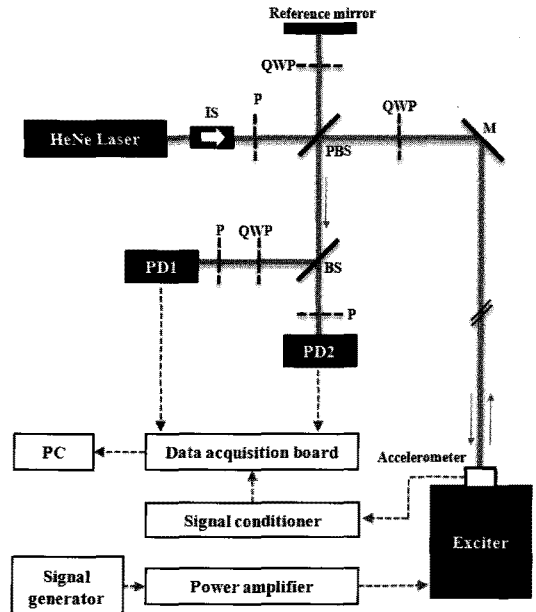 Reference mirror
QWP
IS
P
QWP
M
HeNe Laser
PBS
P
QWP
PD1
BS
P
PD2
PC
Data acquisition board
Accelerometer
Signal conditioner
Exciter
Signal
generator
Power amplifier